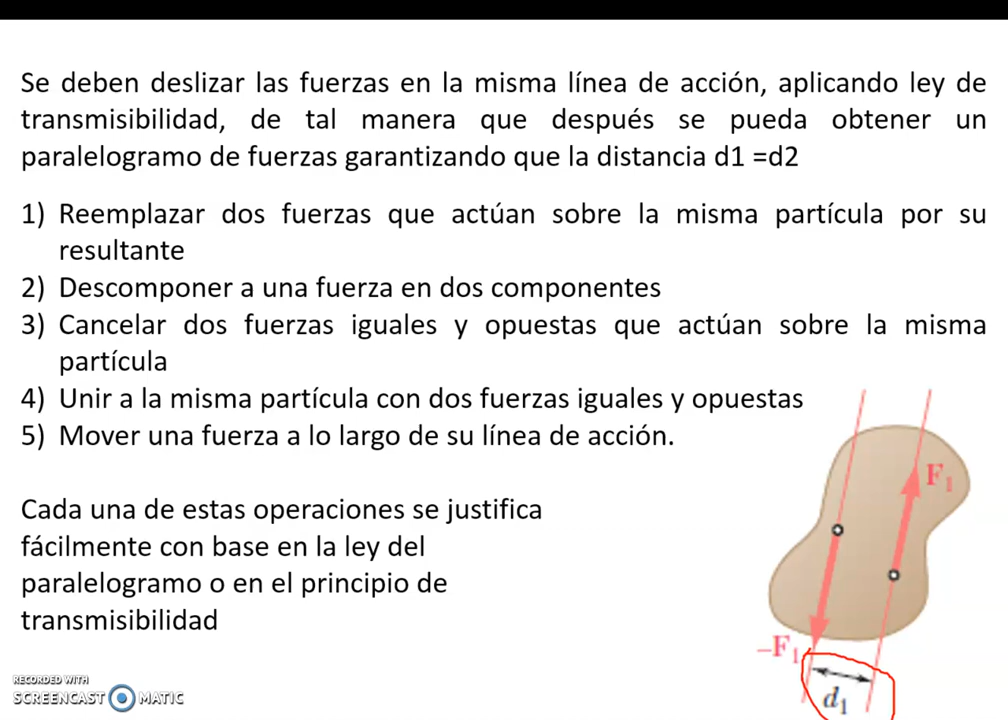 Se deben deslizar las fuerzas en la misma línea de acción, aplicando ley de
transmisibilidad, de tal manera que después se pueda obtener un
paralelogramo de fuerzas garantizando que la distancia d1 =d2
1) Reemplazar dos fuerzas que actúan sobre la misma partícula por su
resultante
2) Descomponer a una fuerza en dos componentes
3) Cancelar dos fuerzas iguales y opuestas que actúan sobre la misma
partícula
4) Unir a la misma partícula con dos fuerzas iguales y opuestas
5) Mover una fuerza a lo largo de su línea de acción.
F₁
Cada una de estas operaciones se justifica
fácilmente con base en la ley del
paralelogramo o en el principio de
transmisibilidad
–F₁
d₁
RECORDED WITH
SCREENCAST MATIC